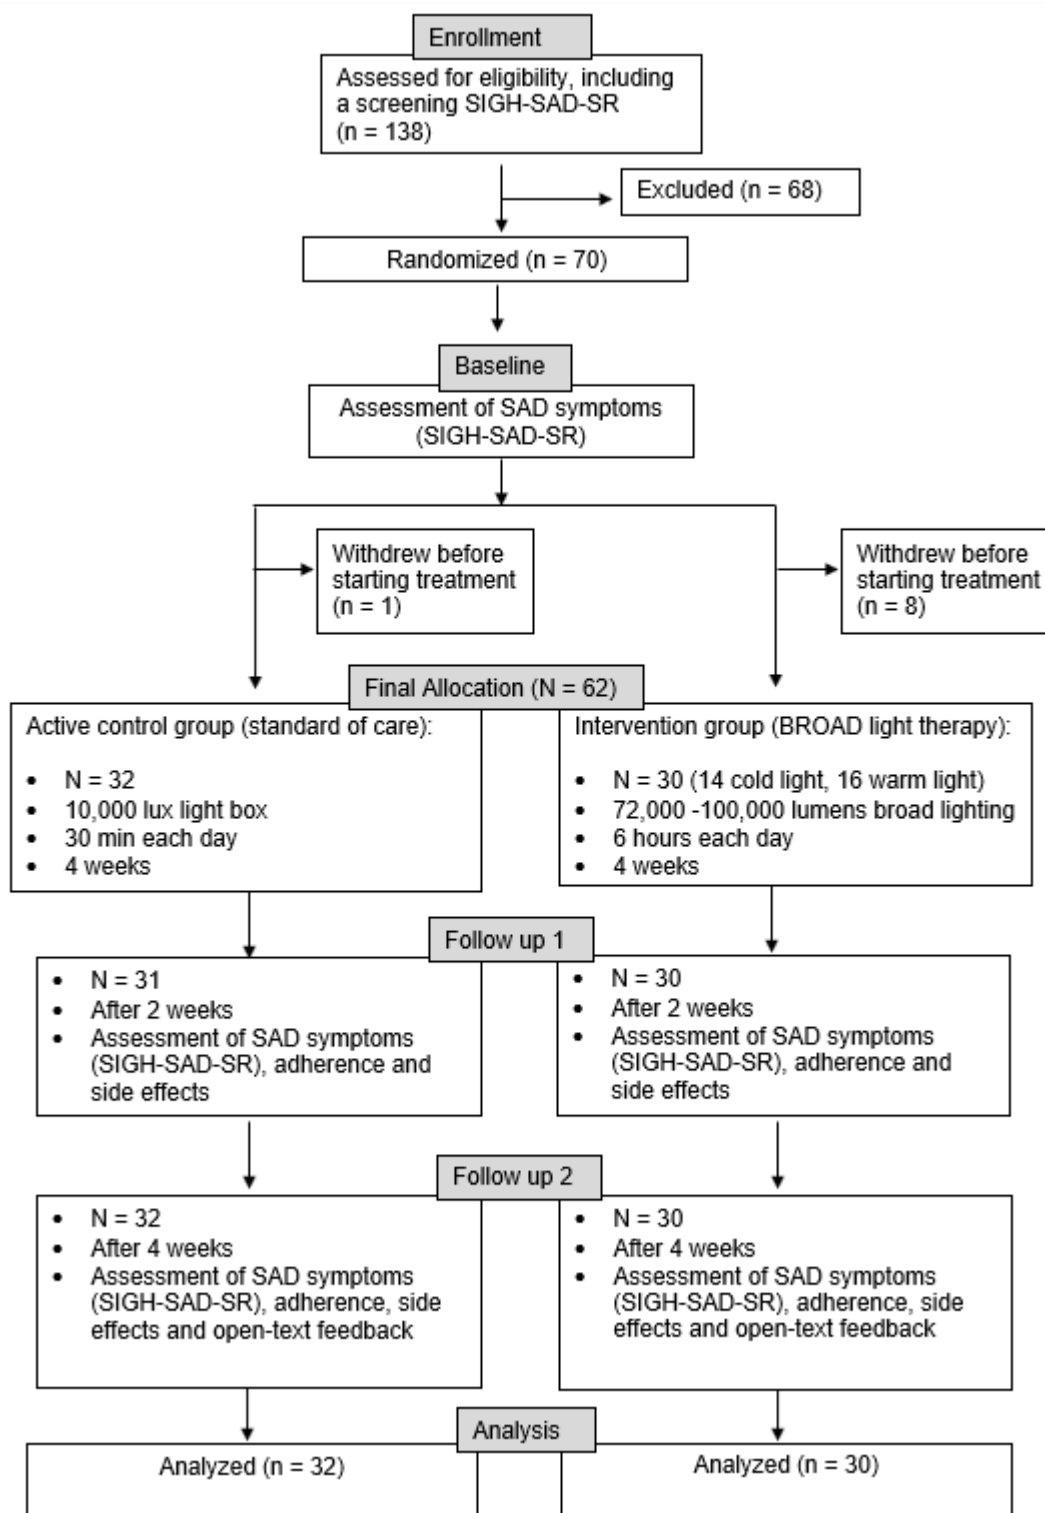 Enrollment
Assessed for eligibility, including
a screening SIGH-SAD-SR
(n = 138)
Excluded (n = 68)
Randomized (n = 70)
Baseline
Assessment of SAD symptoms
(SIGH-SAD-SR)
Withdrew before
starting treatment
(n = 1)
Withdrew before
starting treatment
(n = 8)
Final Allocation (N = 62)
Active control group (standard of care):
• N = 32
• 10,000 lux light box
• 30 min each day
• 4 weeks
Intervention group (BROAD light therapy):
• N = 30 (14 cold light, 16 warm light)
• 72,000 -100,000 lumens broad lighting
• 6 hours each day
• 4 weeks
Follow up 1
• N = 31
• After 2 weeks
• Assessment of SAD symptoms
(SIGH-SAD-SR), adherence and
side effects
• N = 30
• After 2 weeks
• Assessment of SAD symptoms
(SIGH-SAD-SR), adherence and
side effects
Follow up 2
• N = 32
• After 4 weeks
• Assessment of SAD symptoms
(SIGH-SAD-SR), adherence, side
effects and open-text feedback
• N = 30
• After 4 weeks
• Assessment of SAD symptoms
(SIGH-SAD-SR), adherence, side
effects and open-text feedback
Analysis
Analyzed (n = 32)
Analyzed (n = 30)